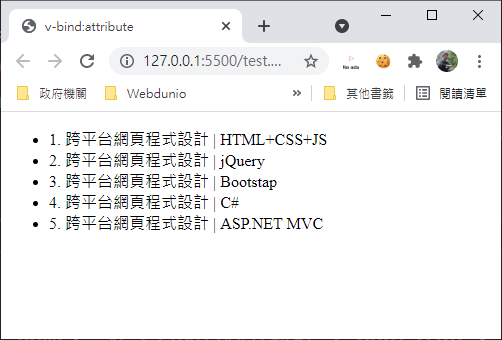 v-bind:attribute
127.0.0.1:5500/test....
No ads
政府機關
Webdunio
»
其他書籤
閱讀清單
1. 跨平台網頁程式設計 | HTML+CSS+JS
2. 跨平台網頁程式設計 | jQuery
3. 跨平台網頁程式設計 | Bootstap
4. 跨平台網頁程式設計 | C#
5. 跨平台網頁程式設計 | ASP.NET MVC